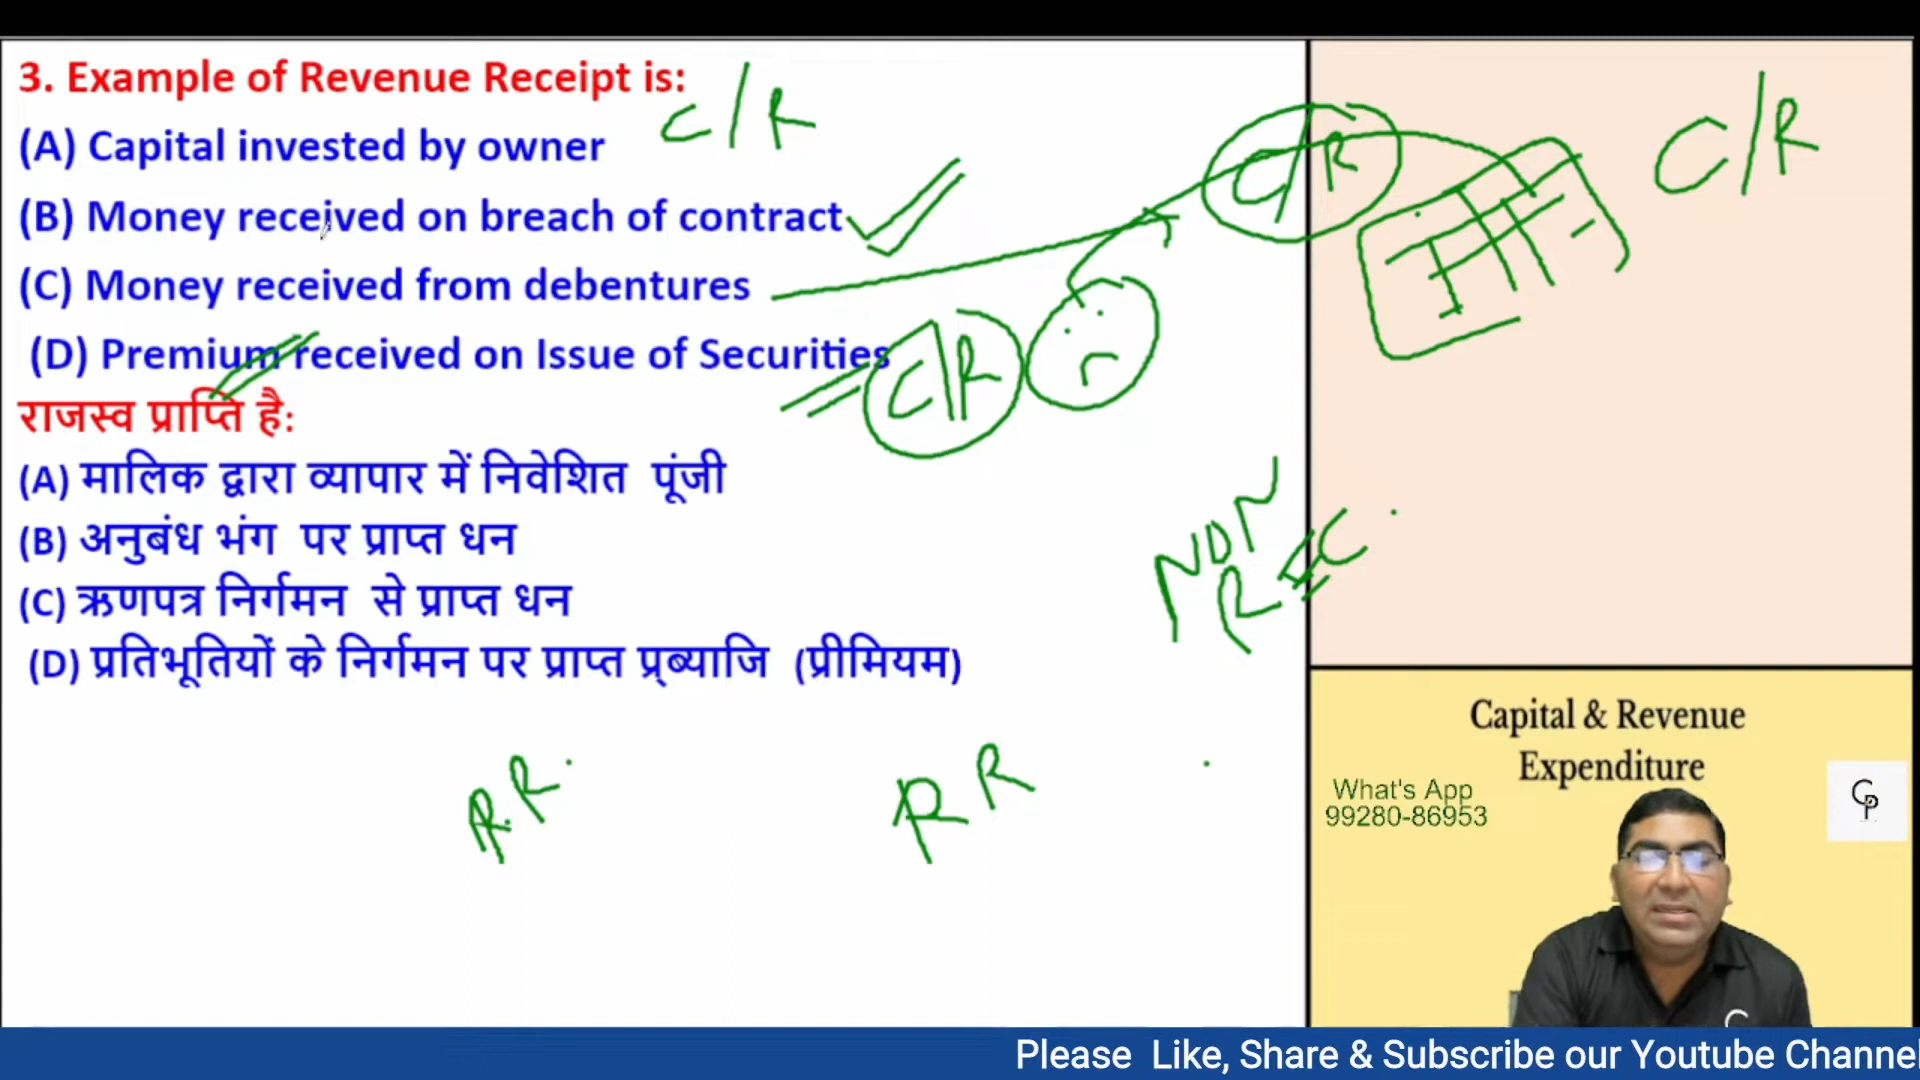 3. Example of Revenue Receipt is:
(A) Capital invested by owner C/R
(B) Money received on breach of contract
(C) Money received from debentures
(D) Premium received on Issue of Securities
C/R
C/R
C/R
राजस्व प्राप्ति है:
(A) मालिक द्वारा व्यापार में निवेशित पूंजी
(B) अनुबंध भंग पर प्राप्त धन
(C) ऋणपत्र निर्गमन से प्राप्त धन
(D) प्रतिभूतियों के निर्गमन पर प्राप्त प्र्ब्याजि (प्रीमियम)
NON
REC.
R.R.
RR
Capital & Revenue
Expenditure
What's App
99280-86953
CP
Please Like, Share & Subscribe our Youtube Channel